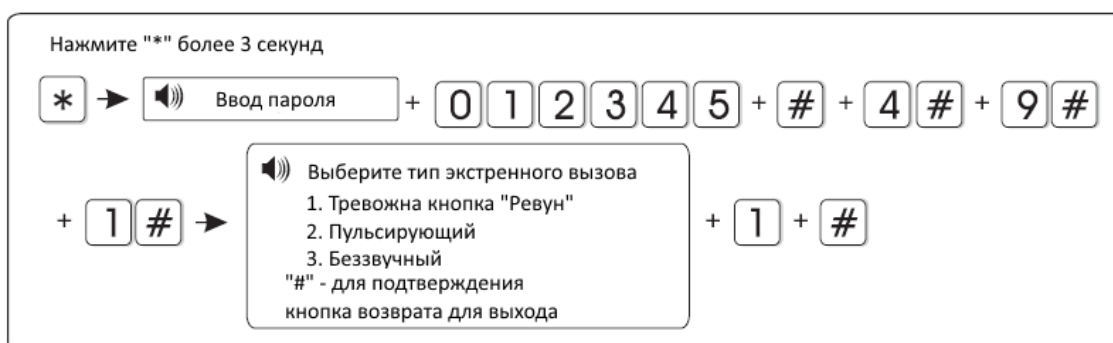 Нажмите "*" более 3 секунд
* Ввод пароля + 0 1 2 3 4 5 + # + 4 # + 9 #
+ 1 # Выберите тип экстренного вызова + 1 + #
1. Тревожна кнопка "Ревун"
2. Пульсирующий
3. Беззвучный
"#" - для подтверждения
кнопка возврата для выхода